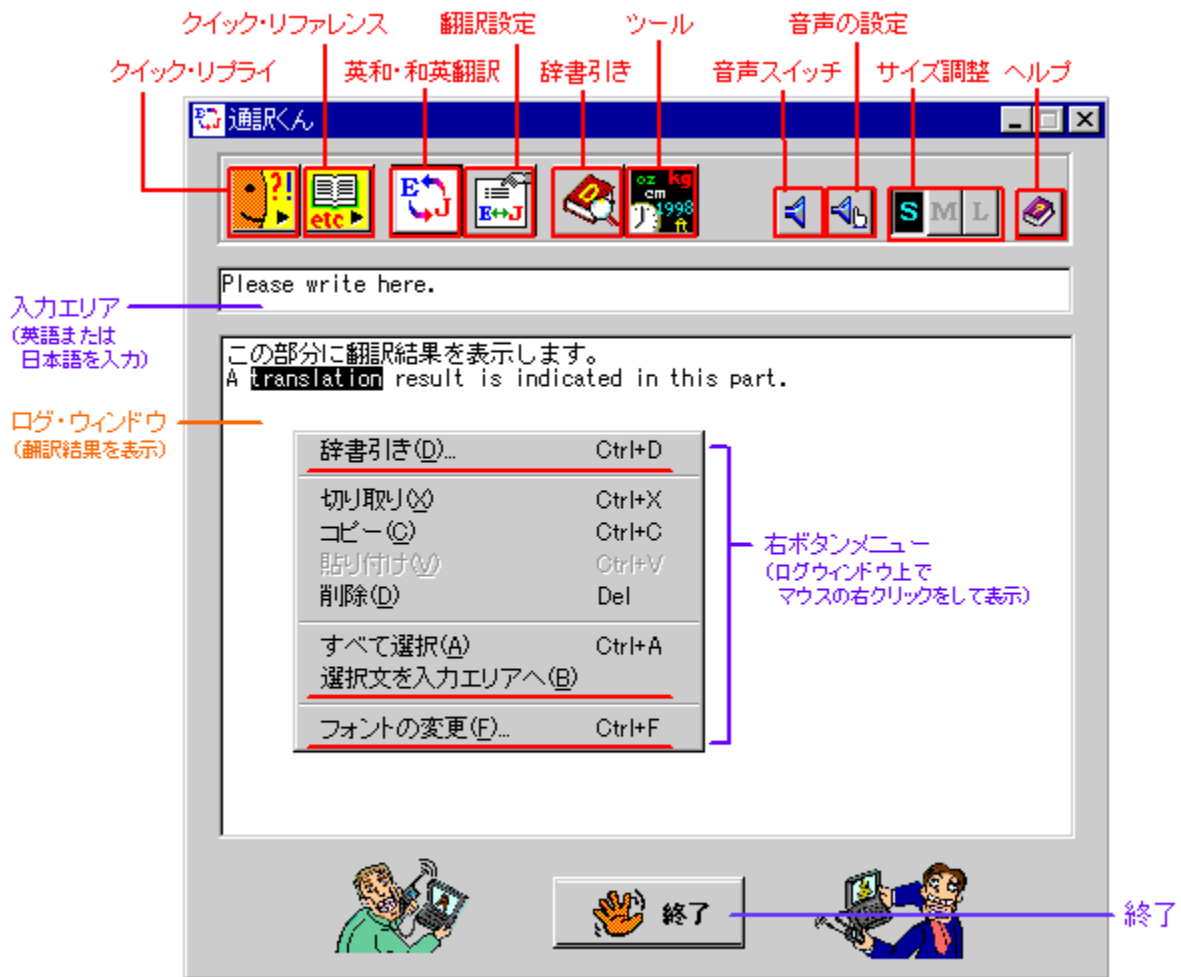 クイック・リファレンス 翻訳設定 ツール 音声の設定
クイック・リプライ 英和・和英翻訳 辞書引き 音声スイッチ サイズ調整 ヘルプ
通訳くん
?!
etc
E J
E↔J
oz kg
cm
1998
ft
S M L
Please write here.
入力エリア
(英語または
日本語を入力)
この部分に翻訳結果を表示します。
A translation result is indicated in this part.
ログ・ウィンドウ
(翻訳結果を表示)
辞書引き(D)... Ctrl+D
切り取り(X) Ctrl+X
コピー(C) Ctrl+C
貼り付け(V) Ctrl+V
削除(D) Del
すべて選択(A) Ctrl+A
選択文を入力エリアへ(B)
フォントの変更(F)... Ctrl+F
右ボタンメニュー
(ログウィンドウ上で
マウスの右クリックをして表示)
終了
終了